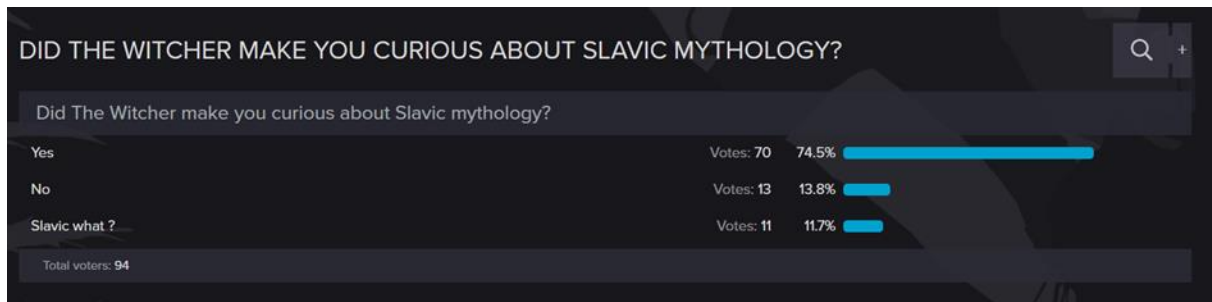 DID THE WITCHER MAKE YOU CURIOUS ABOUT SLAVIC MYTHOLOGY?
+
Did The Witcher make you curious about Slavic mythology?
Yes Votes: 70 74.5%
No Votes: 13 13.8%
Slavic what ? Votes: 11 11.7%
Total voters: 94